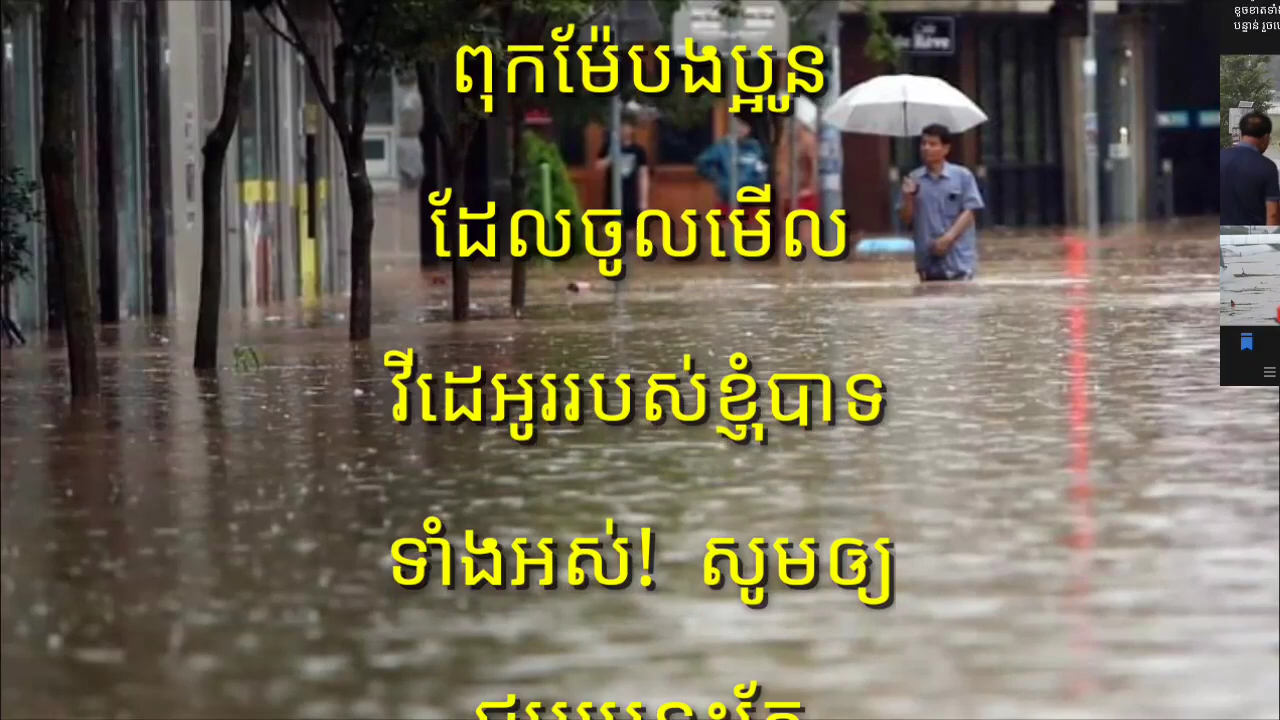 ពុកម៉ែបងប្អូន
ដែលចូលមើល
វីដេអូររបស់ខ្ញុំបាទ
ទាំងអស់! សូមឲ្យ
Rêve